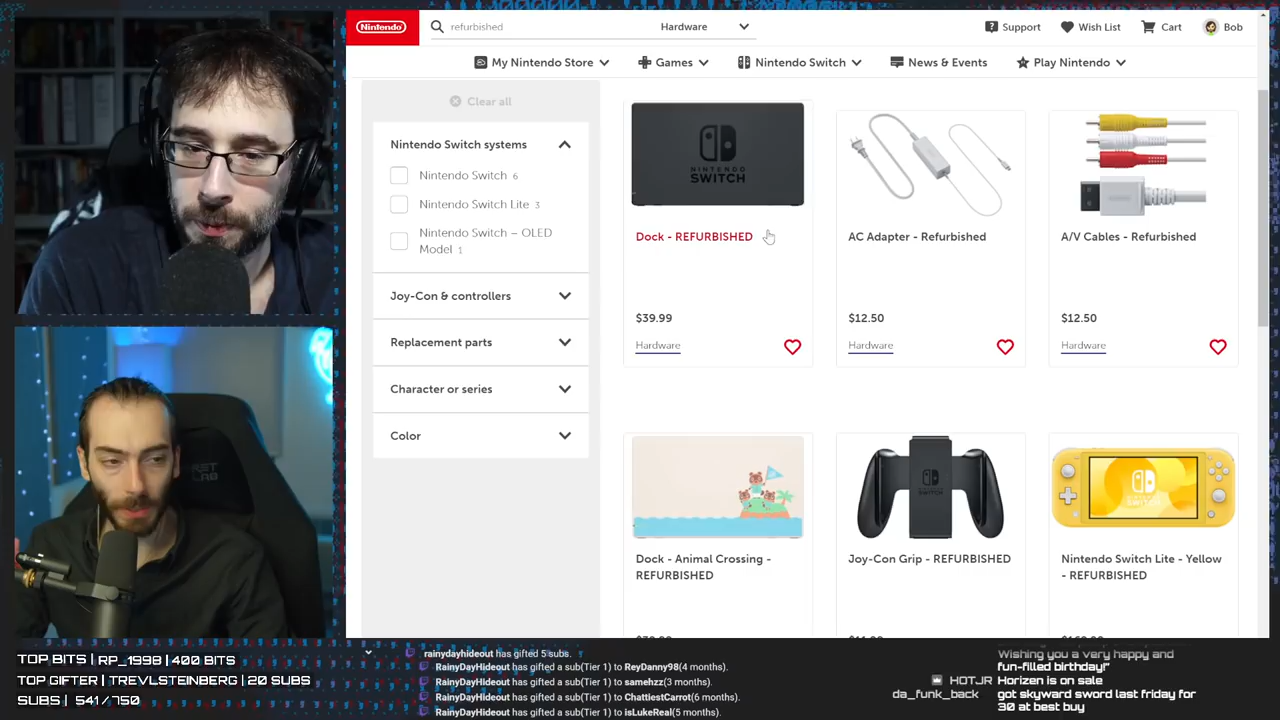 Nintendo
refurbished
Hardware
Support
Wish List
Cart
Bob
My Nintendo Store
Games
Nintendo Switch
News & Events
Play Nintendo
Clear all
Nintendo Switch systems
Nintendo Switch 6
Nintendo Switch Lite 3
Nintendo Switch – OLED
Model 1
Joy-Con & controllers
Replacement parts
Character or series
Color
NINTENDO
SWITCH
Dock - REFURBISHED
$39.99
Hardware
AC Adapter - Refurbished
$12.50
Hardware
A/V Cables - Refurbished
$12.50
Hardware
Dock - Animal Crossing -
REFURBISHED
Joy-Con Grip - REFURBISHED
Nintendo Switch Lite - Yellow
- REFURBISHED
TOP BITS | RP_1998 | 400 BITS
TOP GIFTER | TREVLSTEINBERG | 20 SUBS
SUBS | 541/750
rainydayhideout has gifted 5 subs.
RainyDayHideout has gifted a sub(Tier 1) to ReyDanny98(4 months).
RainyDayHideout has gifted a sub(Tier 1) to samehzz(3 months).
RainyDayHideout has gifted a sub(Tier 1) to ChattiestCarrot(6 months).
RainyDayHideout has gifted a sub(Tier 1) to isLukeReal(5 months).
Wishing you a very happy and
fun-filled birthday!"
HOTJR Horizen is on sale
da_funk_back got skyward sword last friday for
30 at best buy